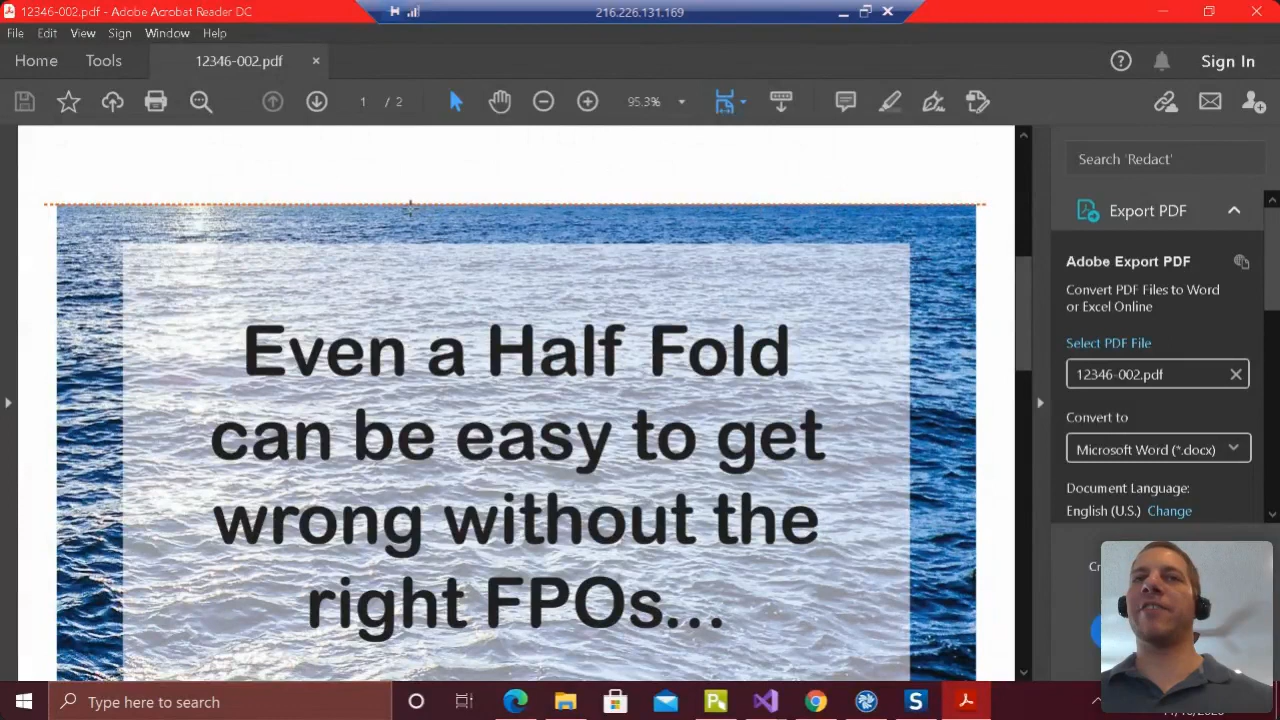 12346-002.pdf - Adobe Acrobat Reader DC
216.226.131.169
File Edit View Sign Window Help
Home Tools 12346-002.pdf × Sign In
1 / 2 95.3%
Search 'Redact'
Export PDF
Adobe Export PDF
Convert PDF Files to Word
or Excel Online
Select PDF File
12346-002.pdf
Convert to
Microsoft Word (*.docx)
Document Language:
English (U.S.) Change
Even a Half Fold
can be easy to get
wrong without the
right FPOs...
Type here to search